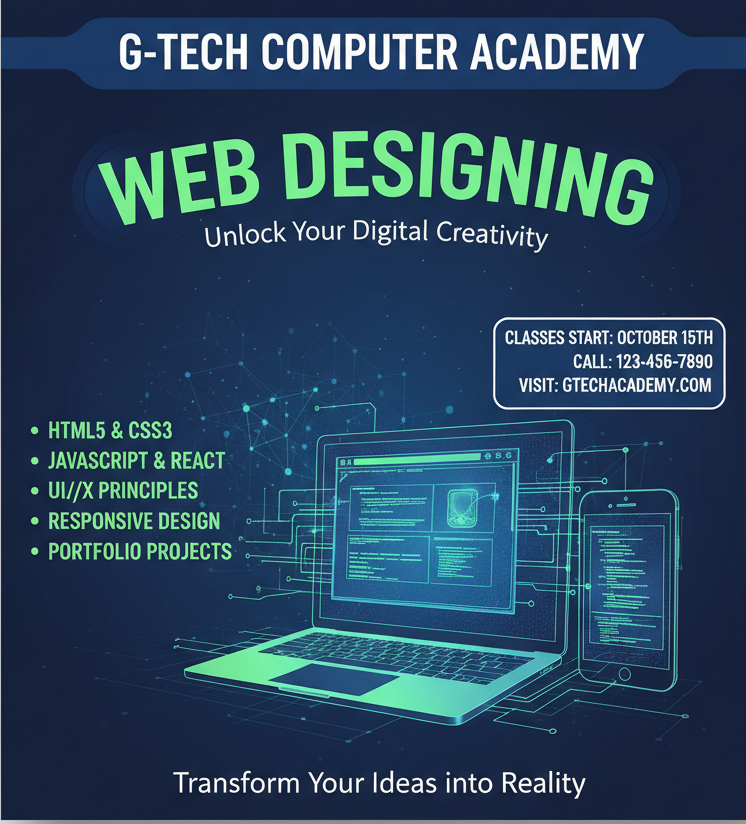 G-TECH COMPUTER ACADEMY
WEB DESIGNING
Unlock Your Digital Creativity
CLASSES START: OCTOBER 15TH
CALL: 123-456-7890
VISIT: GTECHACADEMY.COM
• HTML5 & CSS3
• JAVASCRIPT & REACT
• UI//X PRINCIPLES
• RESPONSIVE DESIGN
• PORTFOLIO PROJECTS
Transform Your Ideas into Reality